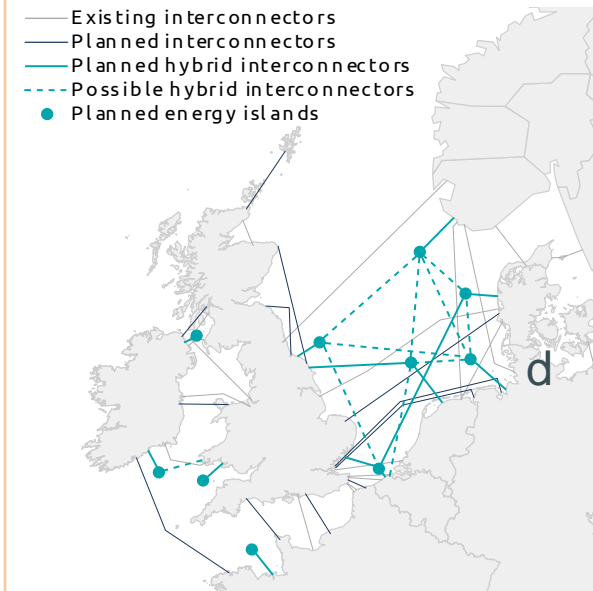 Existing interconnectors
Planned interconnectors
Planned hybrid interconnectors
Possible hybrid interconnectors
Planned energy islands
d